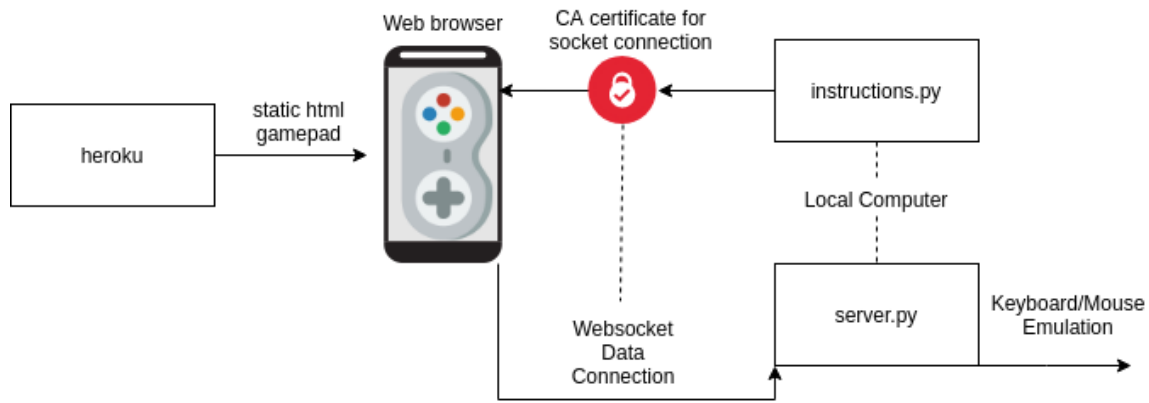 Web browser
CA certificate for
socket connection
instructions.py
static html
gamepad
heroku
Local Computer
Keyboard/Mouse
Emulation
server.py
Websocket
Data
Connection